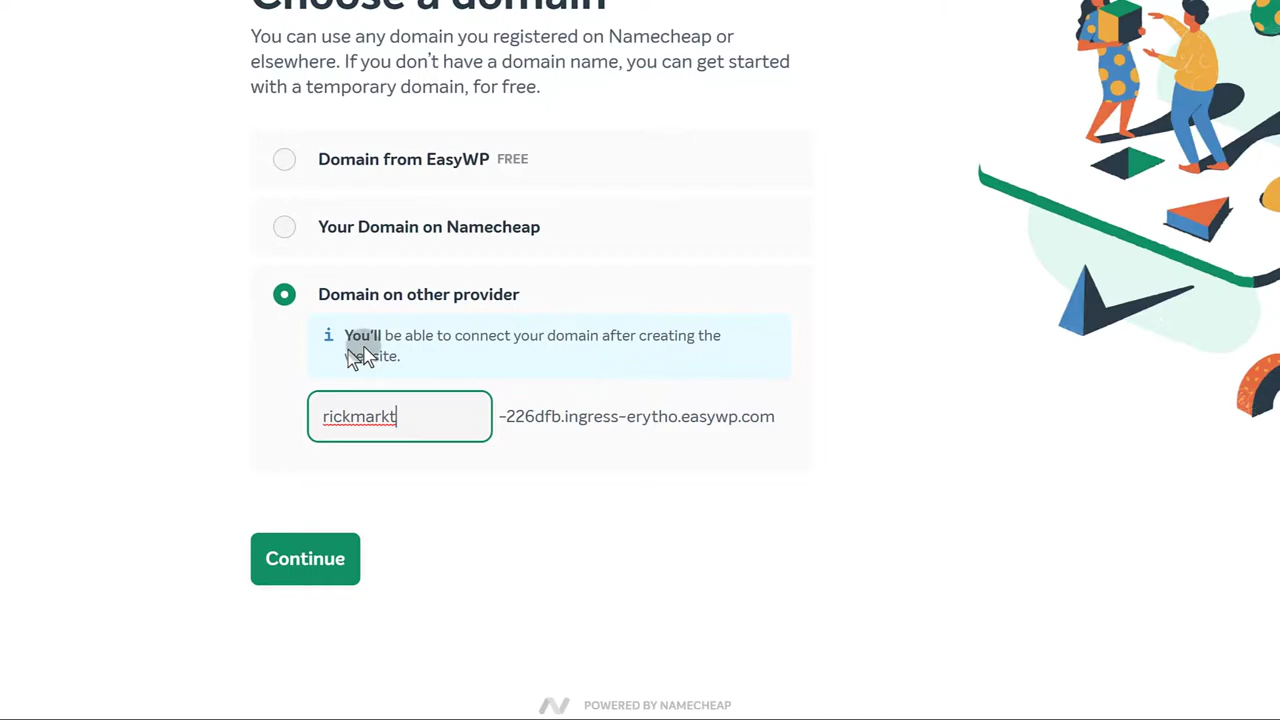 Choose a domain
You can use any domain you registered on Namecheap or
elsewhere. If you don't have a domain name, you can get started
with a temporary domain, for free.
Domain from EasyWP FREE
Your Domain on Namecheap
Domain on other provider
i You'll be able to connect your domain after creating the
website.
rickmarkt -226dfb.ingress-erytho.easywp.com
Continue
POWERED BY NAMECHEAP